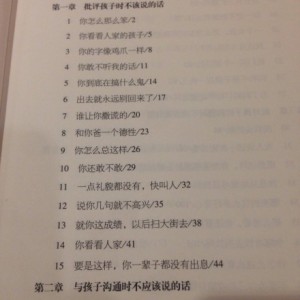 第一章 批评孩子时不该说的话
1 你怎么那么笨/2
2 你看看人家的孩子/5
3 你的字像鸡爪一样/8
4 你敢不听我的话/11
5 你到底在搞什么鬼/14
6 出去就永远别回来了/17
7 谁让你撒谎的/20
8 和你爸一个德性/23
9 你怎么总这样/26
10 你还敢不敢/29
11 一点礼貌都没有，快叫人/32
12 说你几句就不高兴/35
13 就你这成绩，以后扫大街去/38
14 你看看人家/41
15 要是这样，你一辈子都没有出息/44
第二章 与孩子沟通时不应该说的话